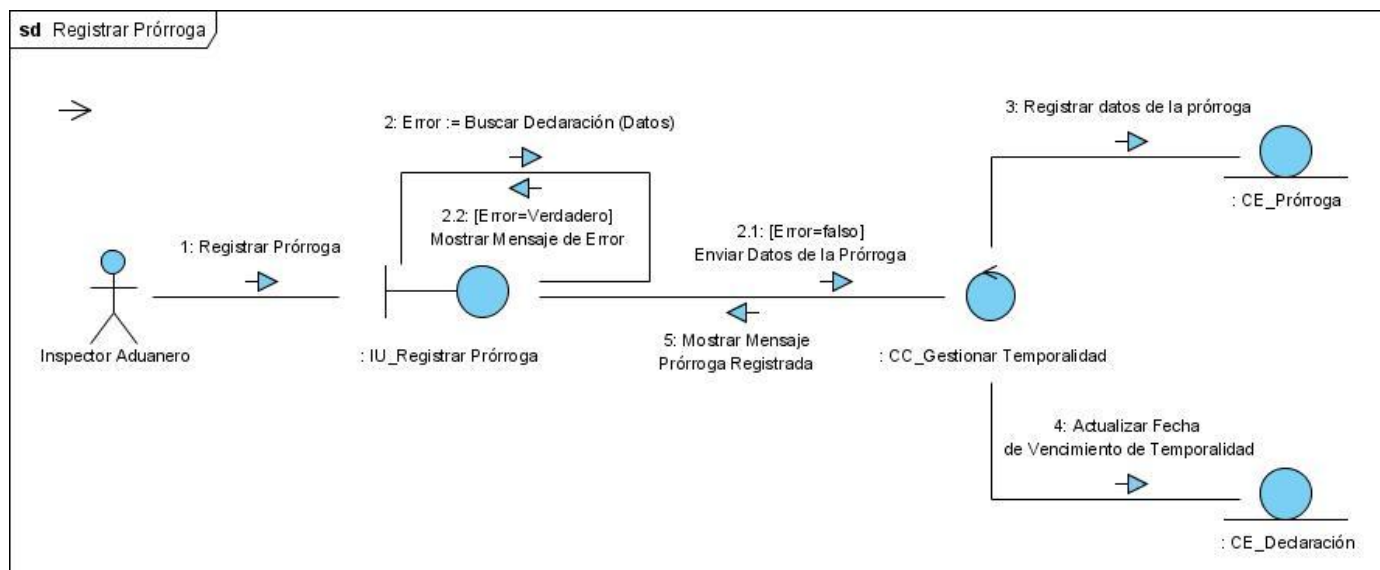 sd Registrar Prórroga
3: Registrar datos de la prórroga
2: Error := Buscar Declaración (Datos)
: CE_Prórroga
2.2: [Error=Verdadero]
Mostrar Mensaje de Error
2.1: [Error=falso]
Enviar Datos de la Prórroga
1: Registrar Prórroga
5: Mostrar Mensaje
Prórroga Registrada
Inspector Aduanero
: IU_Registrar Prórroga
: CC_Gestionar Temporalidad
4: Actualizar Fecha
de Vencimiento de Temporalidad
: CE_Declaración